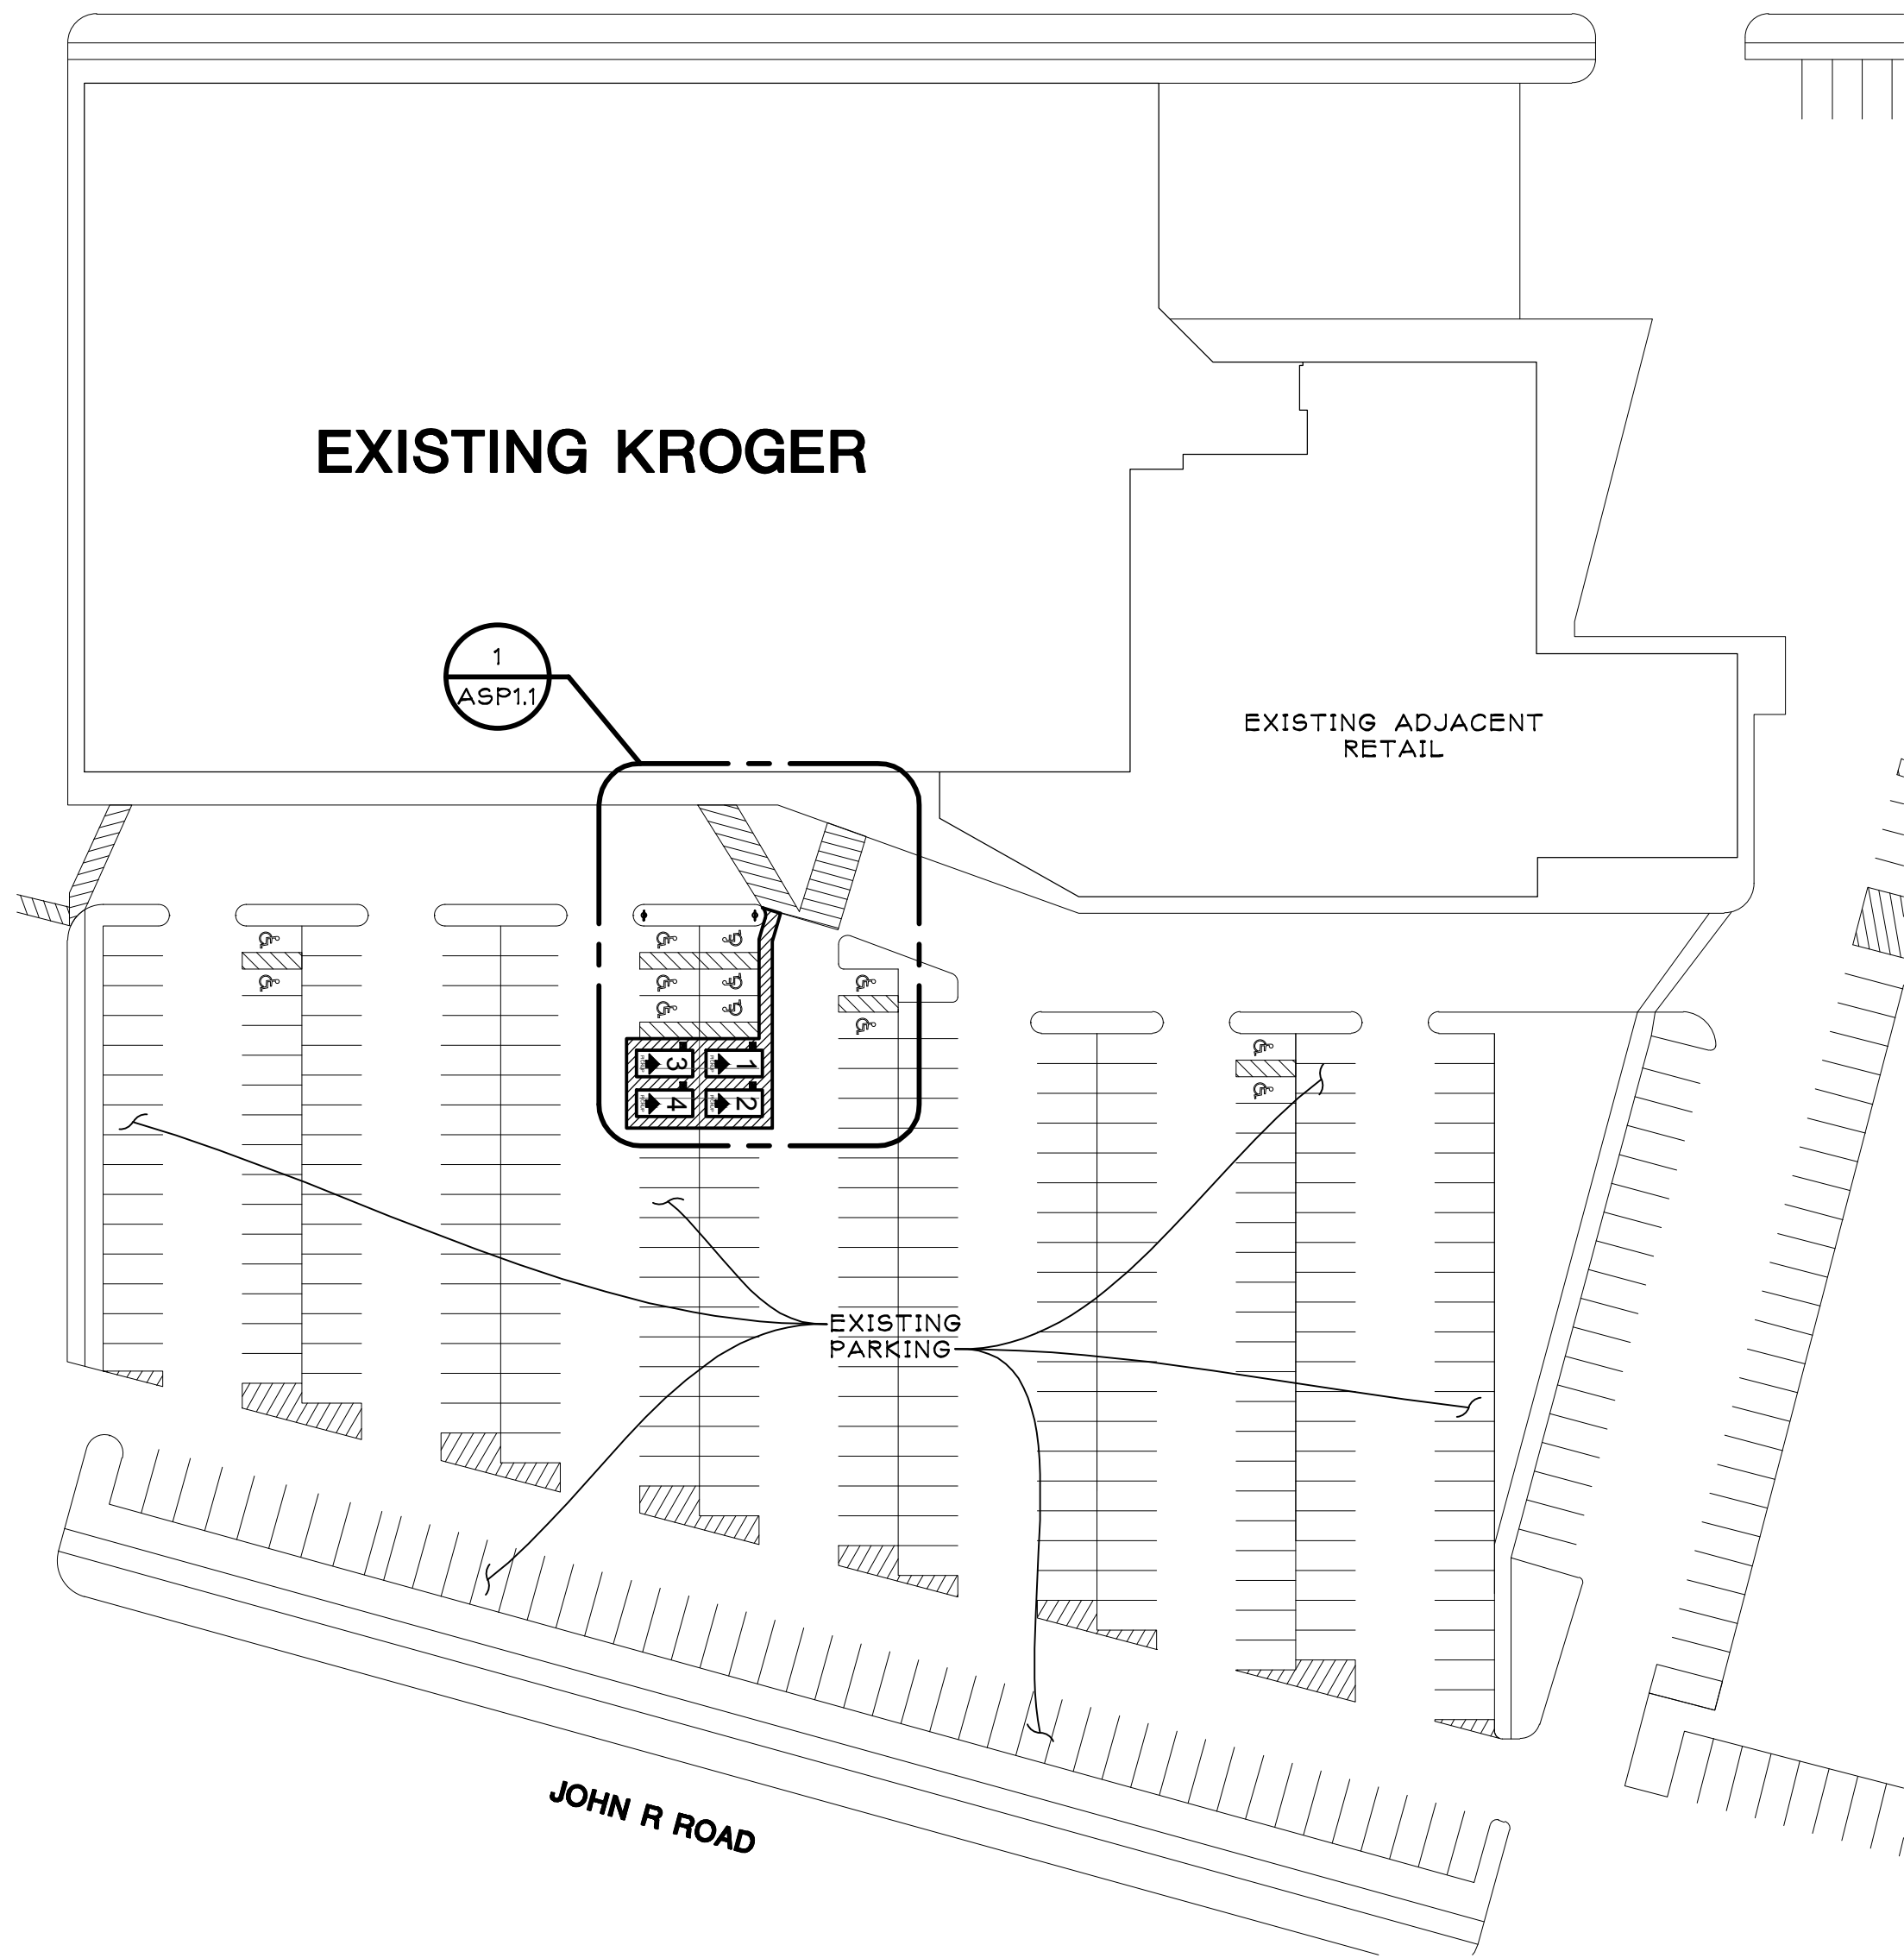 EXISTING KROGER
1
ASP1.1
EXISTING ADJACENT
RETAIL
3
1
4
2
EXISTING
PARKING
JOHN R ROAD